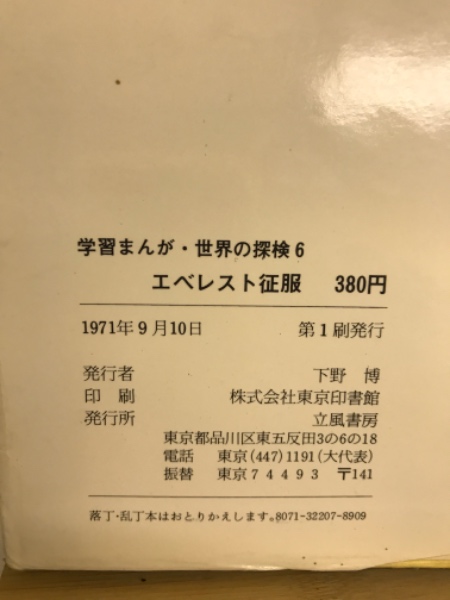 学習まんが・世界の探検6
エベレスト征服 380円
1971年9月10日 第1刷発行
発行者 下野 博
印刷 株式会社東京印書館
発行所 立風書房
東京都品川区東五反田3の6の18
電話 東京(447)1191(大代表)
振替 東京74493 〒141
落丁・乱丁本はおとりかえします。8071-32207-8909